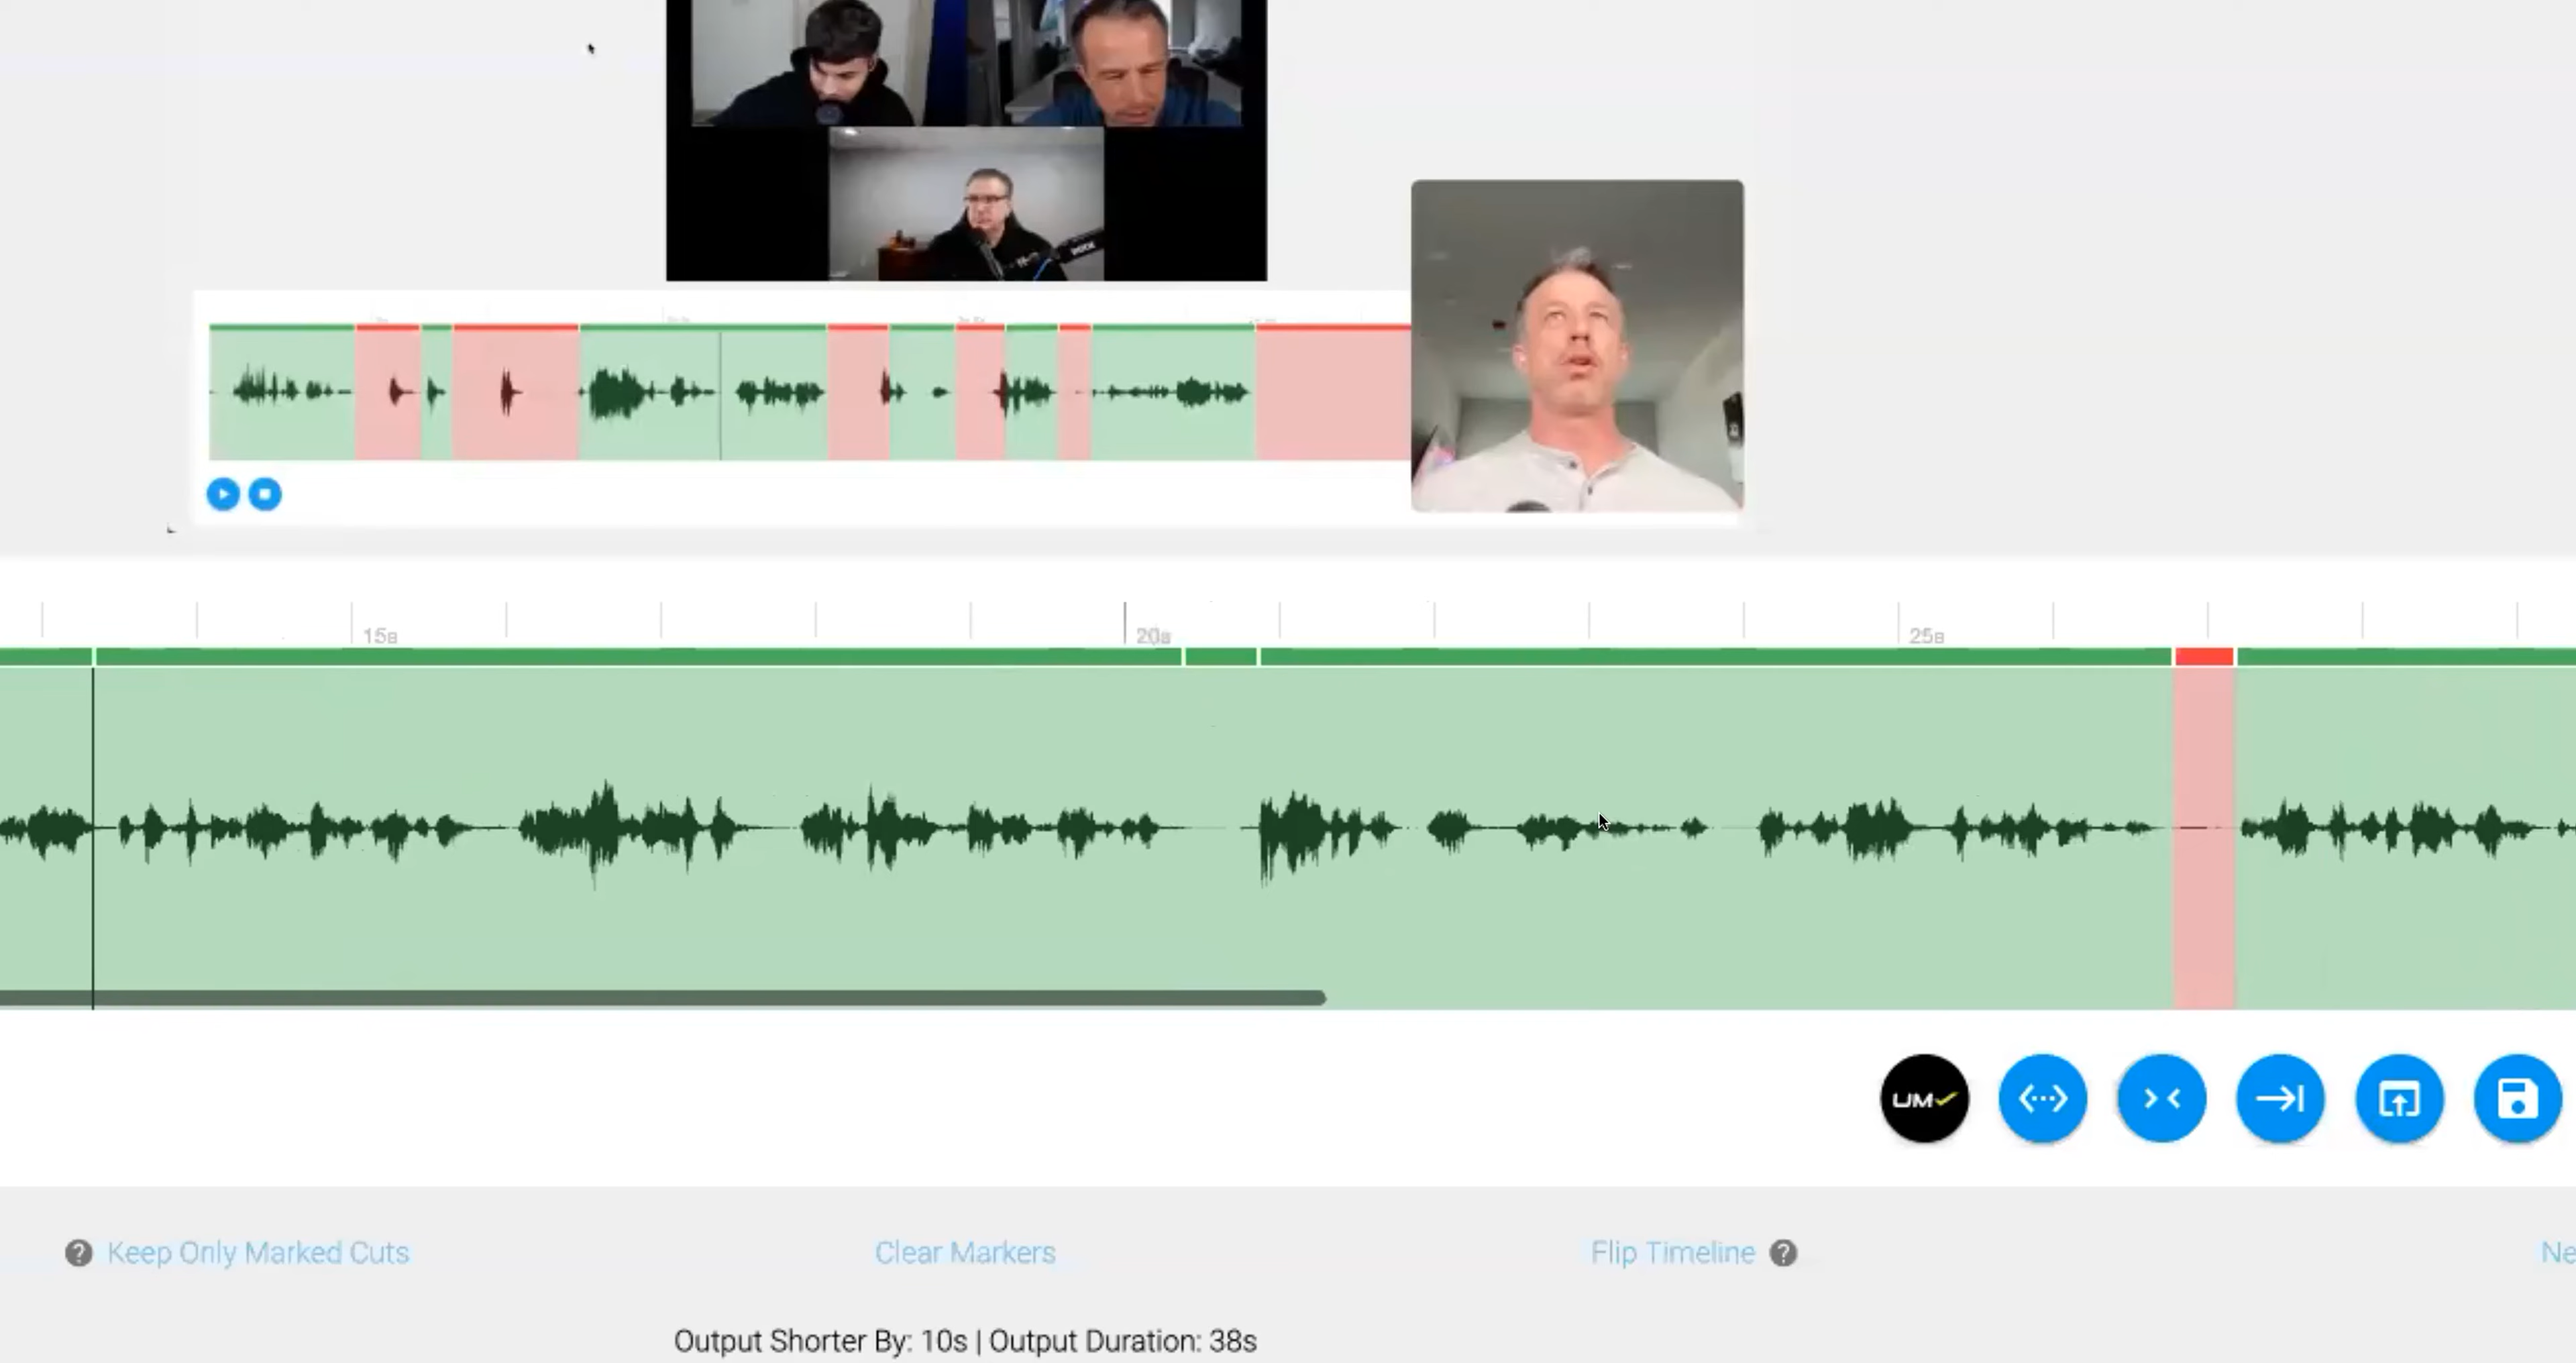 15s
20s
25s
UM
Keep Only Marked Cuts
Clear Markers
Flip Timeline
Ne
Output Shorter By: 10s | Output Duration: 38s